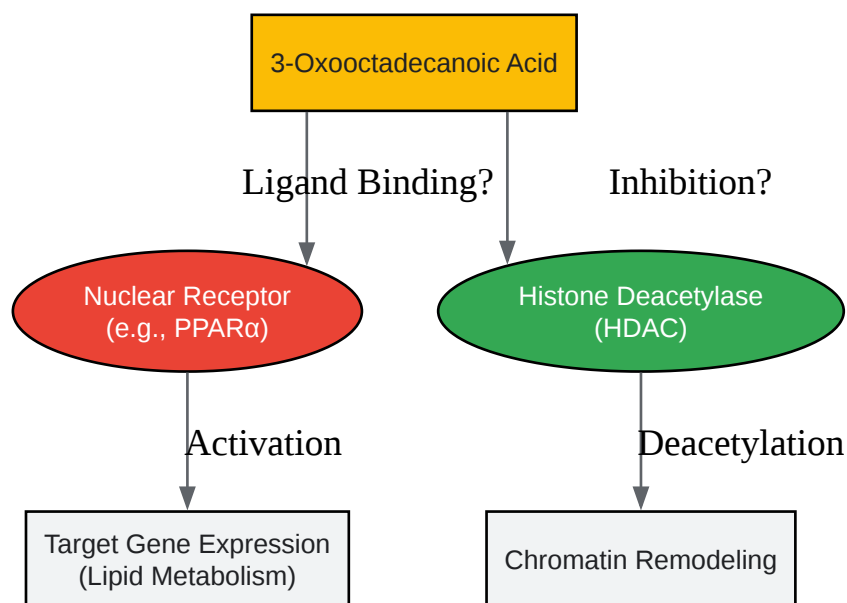 3-Oxooctadecanoic Acid
Ligand Binding?
Inhibition?
Nuclear Receptor
(e.g., PPARα)
Histone Deacetylase
(HDAC)
Activation
Deacetylation
Target Gene Expression
(Lipid Metabolism)
Chromatin Remodeling